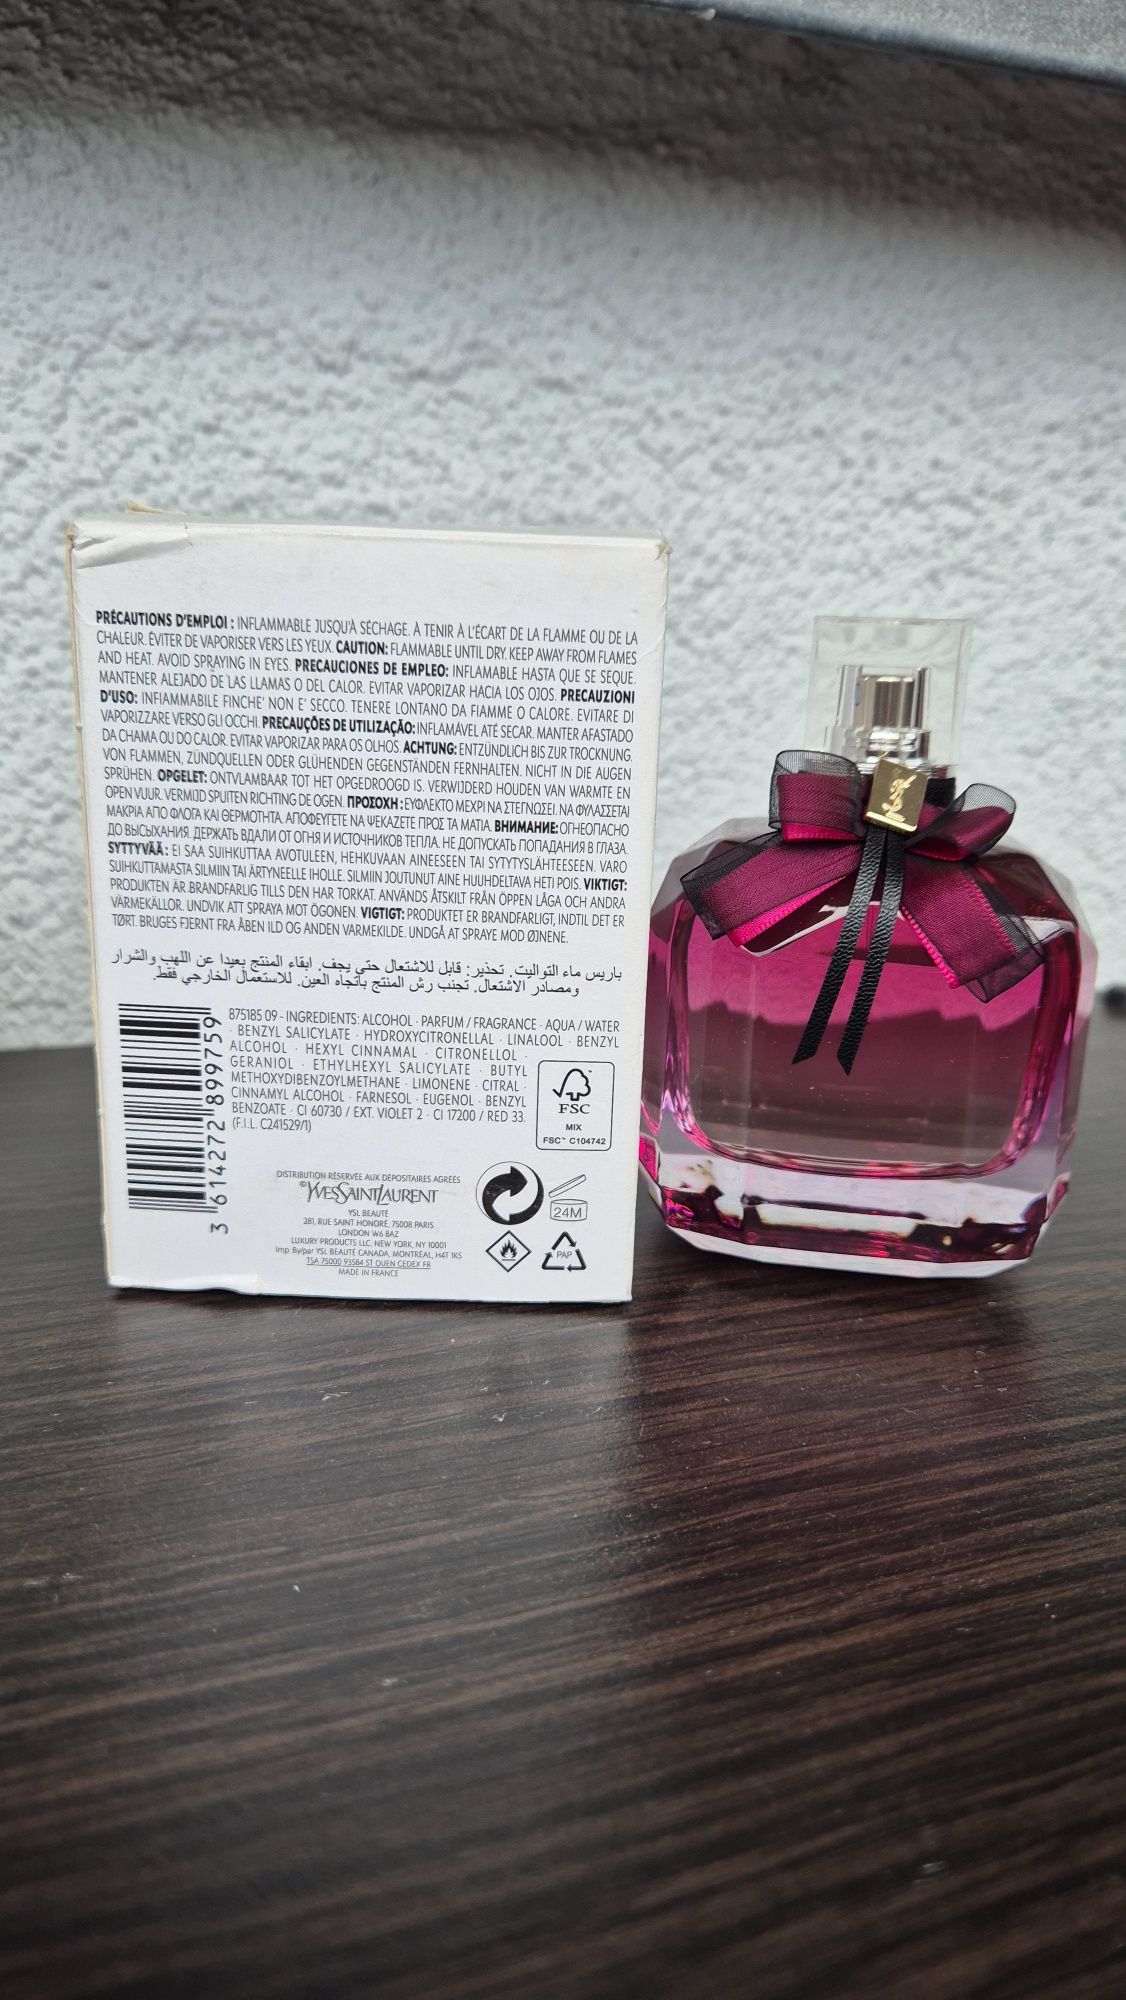 PRÉCAUTIONS D'EMPLOI : INFLAMMABLE JUSQU'À SÉCHAGE. À TENIR À L'ÉCART DE LA FLAMME OU DE LA
CHALEUR. ÉVITER DE VAPORISER VERS LES YEUX. CAUTION: FLAMMABLE UNTIL DRY. KEEP AWAY FROM FLAMES
AND HEAT. AVOID SPRAYING IN EYES. PRECAUCIONES DE EMPLEO: INFLAMABLE HASTA QUE SE SEQUE.
MANTENER ALEJADO DE LAS LLAMAS O DEL CALOR. EVITAR VAPORIZAR HACIA LOS OJOS. PRECAUZIONI
D'USO: INFIAMMABILE FINCHE' NON E' SECCO. TENERE LONTANO DA FIAMME O CALORE. EVITARE DI
VAPORIZZARE VERSO GLI OCCHI. PRECAUÇÕES DE UTILIZAÇÃO: INFLAMÁVEL ATÉ SECAR. MANTER AFASTADO
DA CHAMA OU DO CALOR. EVITAR VAPORIZAR PARA OS OLHOS. ACHTUNG: ENTZÜNDLICH BIS ZUR TROCKNUNG.
VON FLAMMEN, ZÜNDQUELLEN ODER GLÜHENDEN GEGENSTÄNDEN FERNHALTEN. NICHT IN DIE AUGEN
SPRÜHEN. OPGELET: ONTVLAMBAAR TOT HET OPGEDROOGD IS. VERWIJDERD HOUDEN VAN WARMTE EN
OPEN VUUR. VERMIJD SPUITEN RICHTING DE OGEN. ΠΡΟΣΟΧΗ : ΕΥΦΛΕΚΤΟ ΜΕΧΡΙ ΝΑ ΣΤΕΓΝΩΣΕΙ. ΝΑ ΦΥΛΑΣΣΕΤΑΙ
ΜΑΚΡΙΑ ΑΠΟ ΦΛΟΓΑ ΚΑΙ ΘΕΡΜΟΤΗΤΑ. ΑΠΟΦΕΥΓΕΤΕ ΝΑ ΨΕΚΑΖΕΤΕ ΠΡΟΣ ΤΑ ΜΑΤΙΑ. ВНИМАНИЕ: ОГНЕОПАСНО
ДО ВЫСЫХАНИЯ. ДЕРЖАТЬ ВДАЛИ ОТ ОГНЯ И ИСТОЧНИКОВ ТЕПЛА. НЕ ДОПУСКАТЬ ПОПАДАНИЯ В ГЛАЗА.
SYTTYVÄÄ : EI SAA SUIHKUTTAA AVOTULEEN, HEHKUVAAN AINEESEEN TAI SYTYTYSLÄHTEESEEN. VARO
SUIHKUTTAMASTA SILMIIN TAI ÄRTYNEELLE IHOLLE. SILMIIN JOUTUNUT AINE HUUHDELTAVA HETI POIS. VIKTIGT:
PRODUKTEN ÄR BRANDFARLIG TILLS DEN HAR TORKAT. ANVÄNDS ÅTSKILT FRÅN ÖPPEN LÅGA OCH ANDRA
VÄRMEKÄLLOR. UNDVIK ATT SPRAYA MOT ÖGONEN. VIGTIGT: PRODUKTET ER BRANDFARLIGT, INDTIL DET ER
TØRT. BRUGES FJERNT FRA ÅBEN ILD OG ANDEN VARMEKILDE. UNDGÅ AT SPRAYE MOD ØJNENE.
باريس ماء التواليت. تحذير: قابل للاشتعال حتى يجف. ابقاء المنتج بعيدا عن اللهب والشرار
ومصادر الاشتعال. تجنب رش المنتج باتجاه العين. للاستعمال الخارجي فقط.
3 614272 899759
875185 09 - INGREDIENTS: ALCOHOL · PARFUM / FRAGRANCE · AQUA / WATER
· BENZYL SALICYLATE · HYDROXYCITRONELLAL · LINALOOL · BENZYL
ALCOHOL · HEXYL CINNAMAL · CITRONELLOL ·
GERANIOL · ETHYLHEXYL SALICYLATE · BUTYL
METHOXYDIBENZOYLMETHANE · LIMONENE · CITRAL ·
CINNAMYL ALCOHOL · FARNESOL · EUGENOL · BENZYL
BENZOATE · CI 60730 / EXT. VIOLET 2 · CI 17200 / RED 33.
(F.I.L. C241529/1)
FSC
MIX
FSC™ C104742
DISTRIBUTION RÉSERVÉE AUX DÉPOSITAIRES AGRÉÉS
©YVESSAINTLAURENT
YSL BEAUTÉ
281, RUE SAINT HONORÉ, 75008 PARIS
LONDON W6 8AZ
LUXURY PRODUCTS LLC. NEW YORK, NY 10001
Imp. By/par YSL BEAUTÉ CANADA, MONTRÉAL, H4T 1K5
TSA 75000 93584 ST OUEN CEDEX FR
MADE IN FRANCE
24M
PAP
YSL